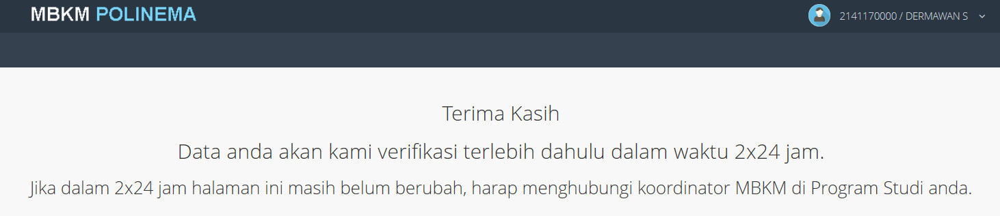 MBKM POLINEMA
2141170000 / DERMAWAN S
Terima Kasih
Data anda akan kami verifikasi terlebih dahulu dalam waktu 2x24 jam.
Jika dalam 2x24 jam halaman ini masih belum berubah, harap menghubungi koordinator MBKM di Program Studi anda.